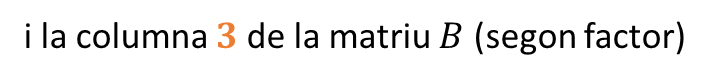 i la columna 3 de la matriu B (segon factor)